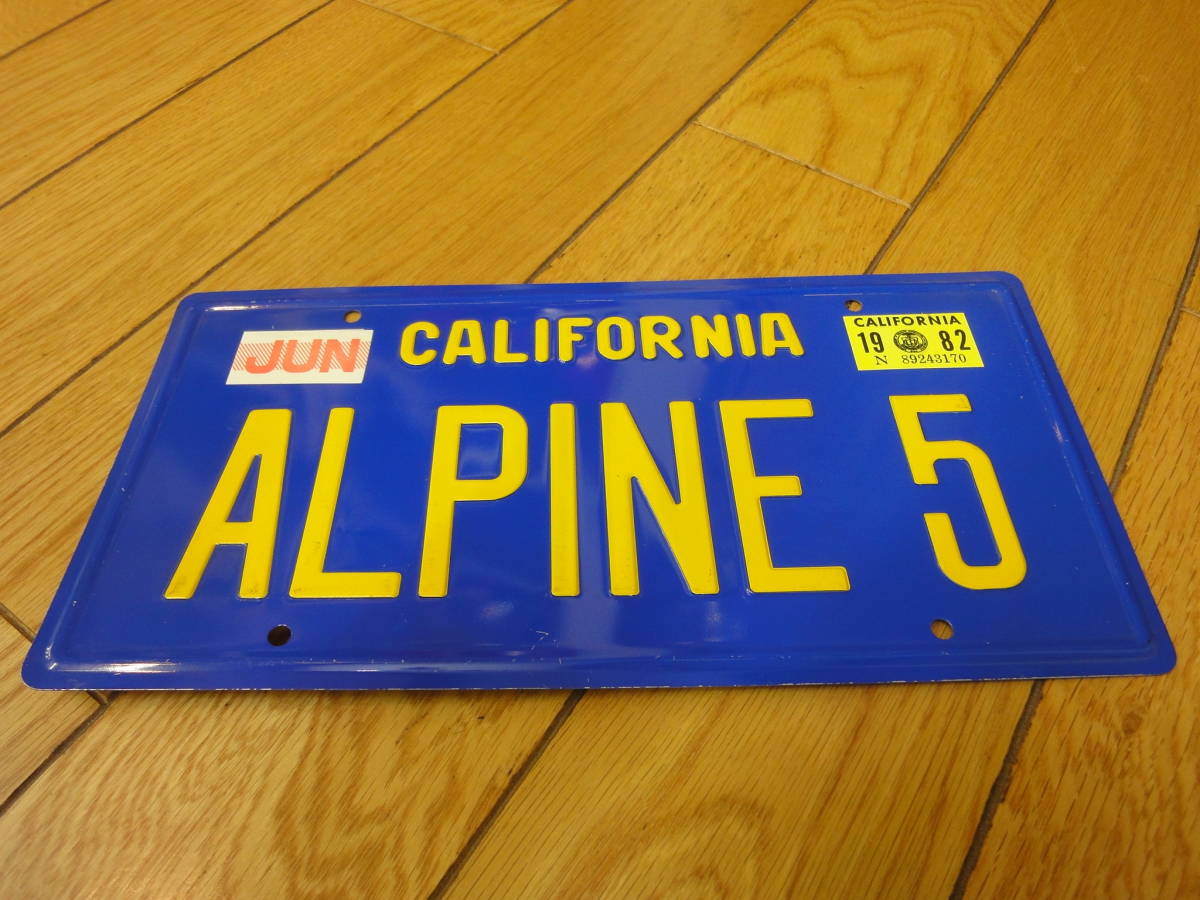 JUN
CALIFORNIA
CALIFORNIA
19 82
N 89243170
ALPINE 5